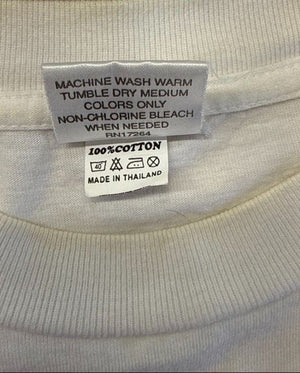 MACHINE WASH WARM
TUMBLE DRY MEDIUM
COLORS ONLY
NON-CHLORINE BLEACH
WHEN NEEDED
RN17264
100%COTTON
40
MADE IN THAILAND